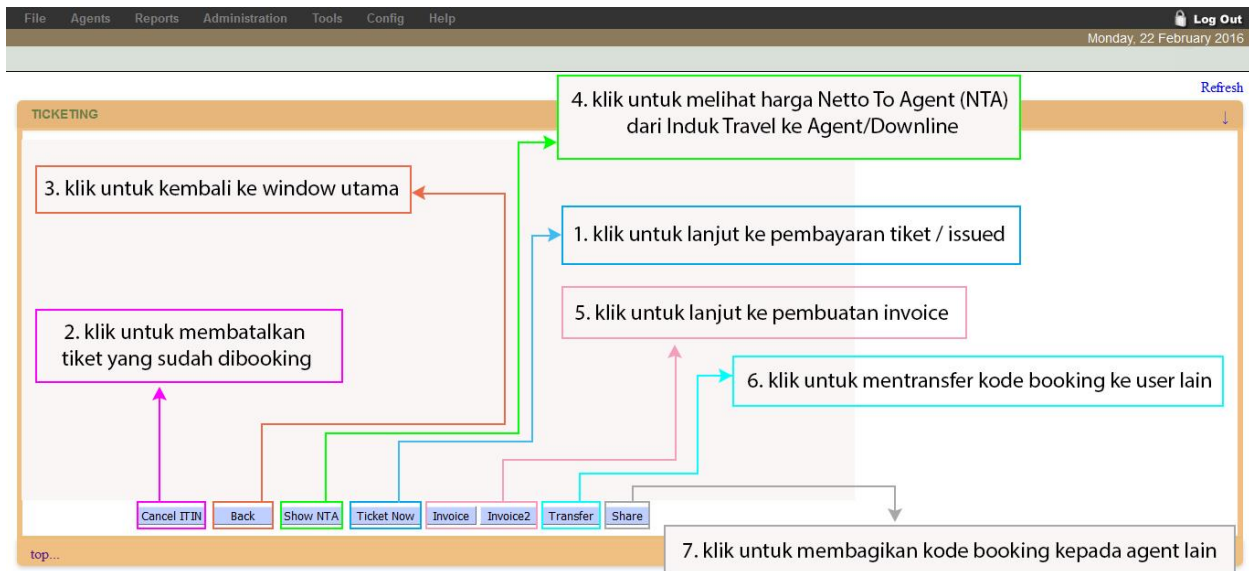 File Agents Reports Administration Tools Config Help Log Out
Monday, 22 February 2016
Refresh
TICKETING
4. klik untuk melihat harga Netto To Agent (NTA)
dari Induk Travel ke Agent/Downline
3. klik untuk kembali ke window utama
1. klik untuk lanjut ke pembayaran tiket / issued
5. klik untuk lanjut ke pembuatan invoice
2. klik untuk membatalkan
tiket yang sudah dibooking
6. klik untuk mentransfer kode booking ke user lain
Cancel ITIN Back Show NTA Ticket Now Invoice Invoice2 Transfer Share
7. klik untuk membagikan kode booking kepada agent lain
top...